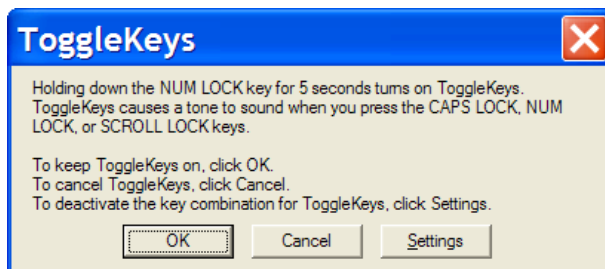 ToggleKeys
Holding down the NUM LOCK key for 5 seconds turns on ToggleKeys.
ToggleKeys causes a tone to sound when you press the CAPS LOCK, NUM
LOCK, or SCROLL LOCK keys.
To keep ToggleKeys on, click OK.
To cancel ToggleKeys, click Cancel.
To deactivate the key combination for ToggleKeys, click Settings.
OK Cancel Settings